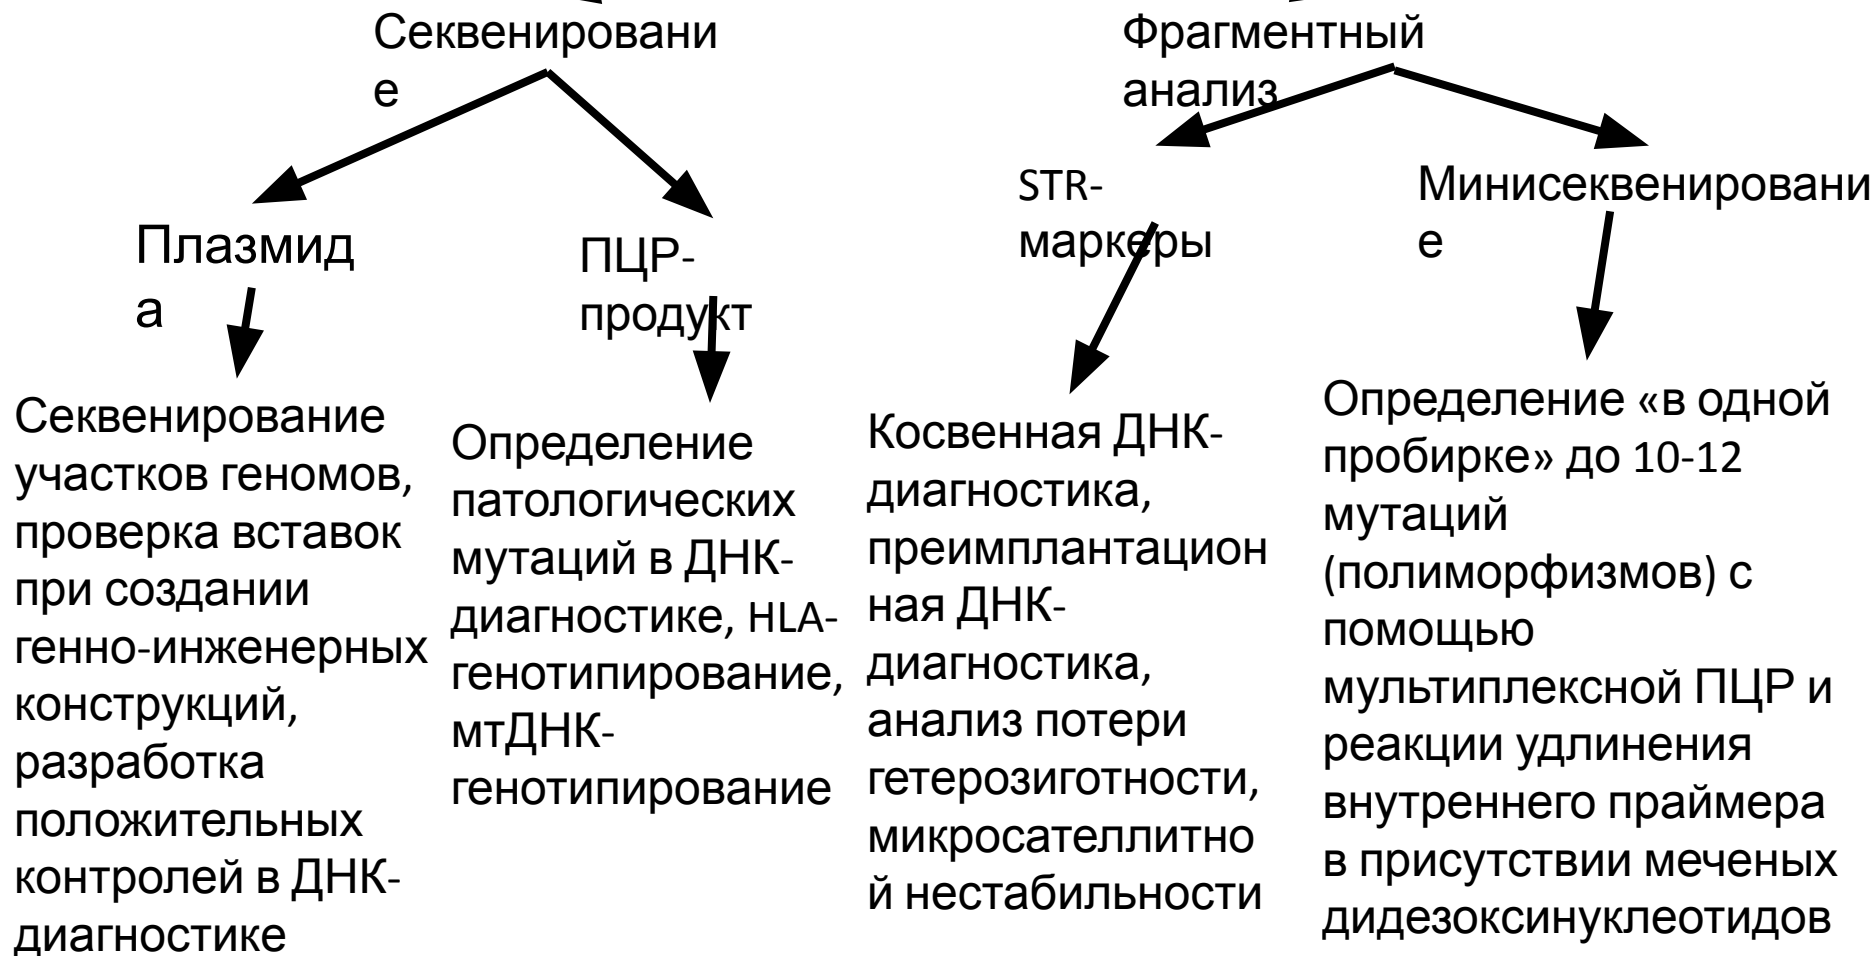 Секвенировани
е
Фрагментный
анализ
Плазмид
а
ПЦР-
продукт
STR-
маркеры
Минисеквенировани
е
Секвенирование
участков геномов,
проверка вставок
при создании
генно-инженерных
конструкций,
разработка
положительных
контролей в ДНК-
диагностике
Определение
патологических
мутаций в ДНК-
диагностике, HLA-
генотипирование,
мтДНК-
генотипирование
Косвенная ДНК-
диагностика,
преимплантацион
ная ДНК-
диагностика,
анализ потери
гетерозиготности,
микросателлитно
й нестабильности
Определение «в одной
пробирке» до 10-12
мутаций
(полиморфизмов) с
помощью
мультиплексной ПЦР и
реакции удлинения
внутреннего праймера
в присутствии меченых
дидезоксинуклеотидов